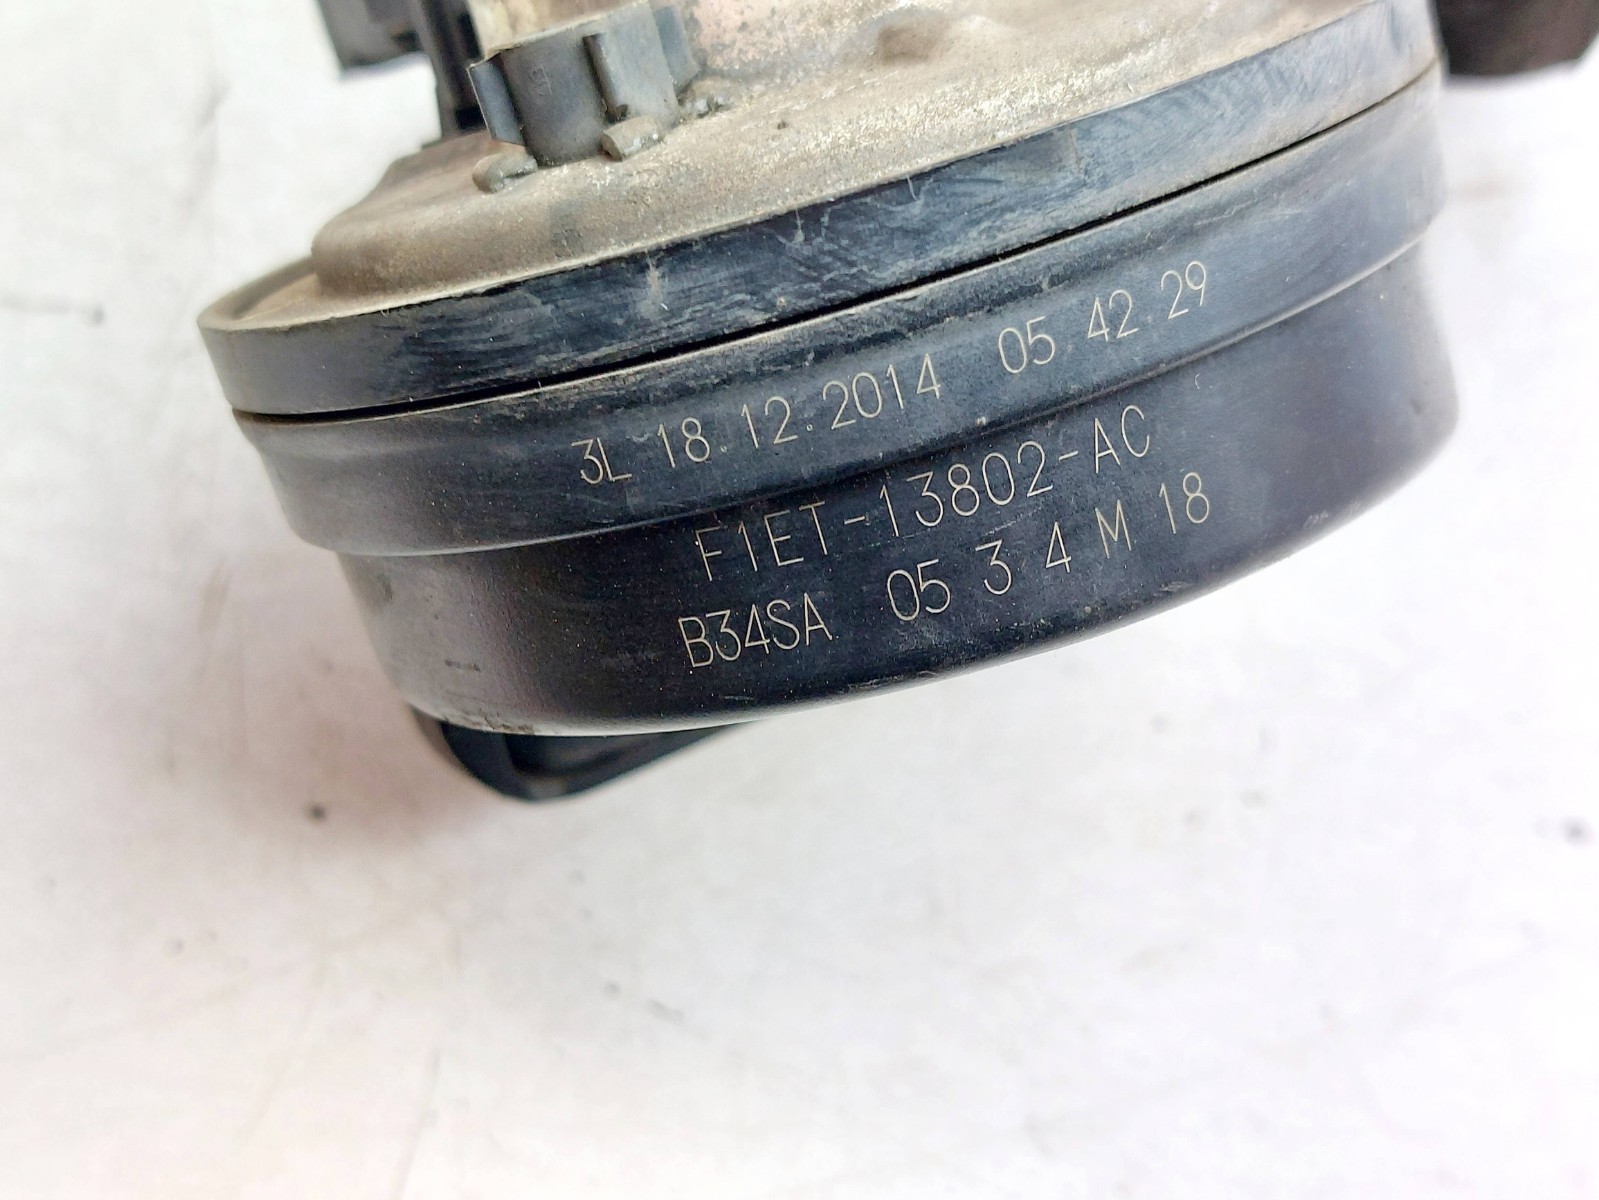 3L 18.12.2014 05 42 29
F1ET-13802-AC
B34SA 05 3 4 M 18